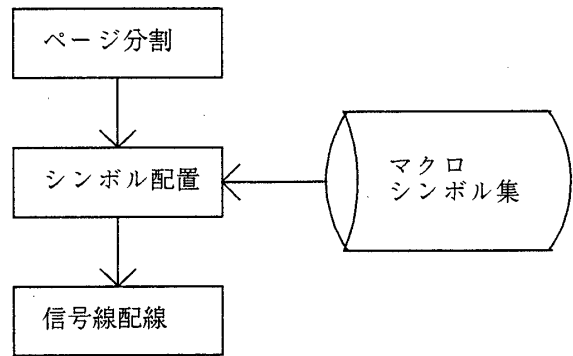 ページ分割
シンボル配置
マクロ
シンボル集
信号線配線